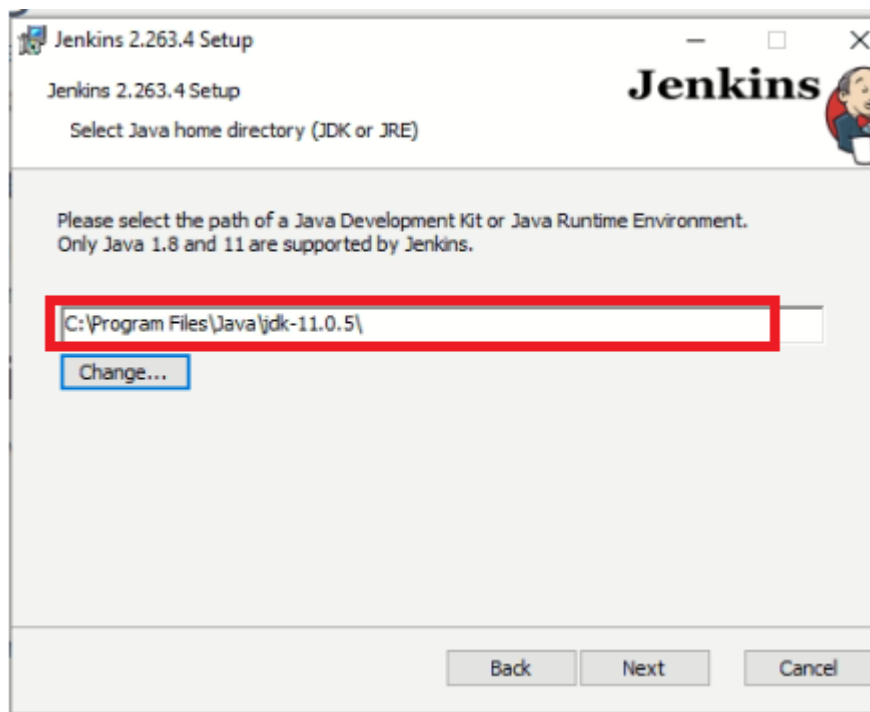 Jenkins 2.263.4 Setup
Jenkins 2.263.4 Setup
Jenkins
Select Java home directory (JDK or JRE)
Please select the path of a Java Development Kit or Java Runtime Environment.
Only Java 1.8 and 11 are supported by Jenkins.
C:\Program Files\Java\jdk-11.0.5\
Change...
Back
Next
Cancel